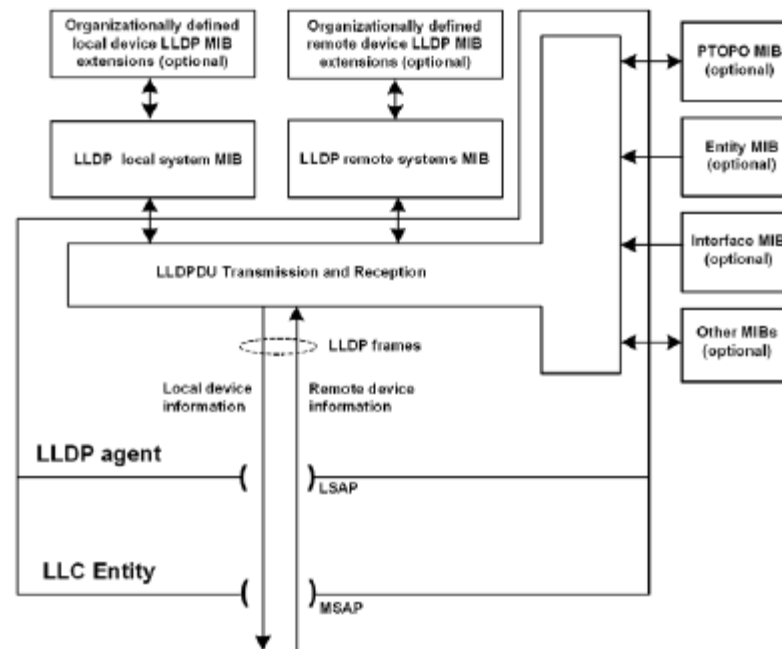 Organizationally defined
local device LLDP MIB
extensions (optional)
Organizationally defined
remote device LLDP MIB
extensions (optional)
PTOPO MIB
(optional)
LLDP local system MIB
LLDP remote systems MIB
Entity MIB
(optional)
Interface MIB
(optional)
LLDPDU Transmission and Reception
Other MIBs
(optional)
LLDP frames
Local device
information
Remote device
information
LLDP agent
LSAP
LLC Entity
MSAP